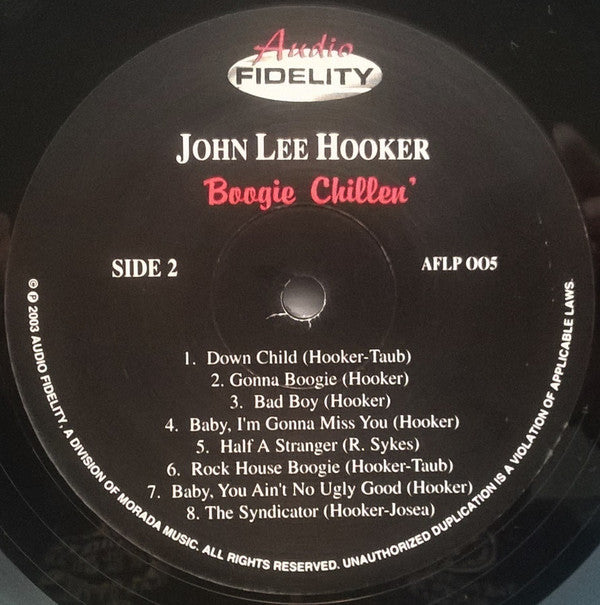 Audio
FIDELITY
JOHN LEE HOOKER
Boogie Chillen'
SIDE 2
AFLP 005
1. Down Child (Hooker-Taub)
2. Gonna Boogie (Hooker)
3. Bad Boy (Hooker)
4. Baby, I'm Gonna Miss You (Hooker)
5. Half A Stranger (R. Sykes)
6. Rock House Boogie (Hooker-Taub)
7. Baby, You Ain't No Ugly Good (Hooker)
8. The Syndicator (Hooker-Josea)
© ℗ 2003 AUDIO FIDELITY, A DIVISION OF MORADA MUSIC. ALL RIGHTS RESERVED. UNAUTHORIZED DUPLICATION IS A VIOLATION OF APPLICABLE LAWS.